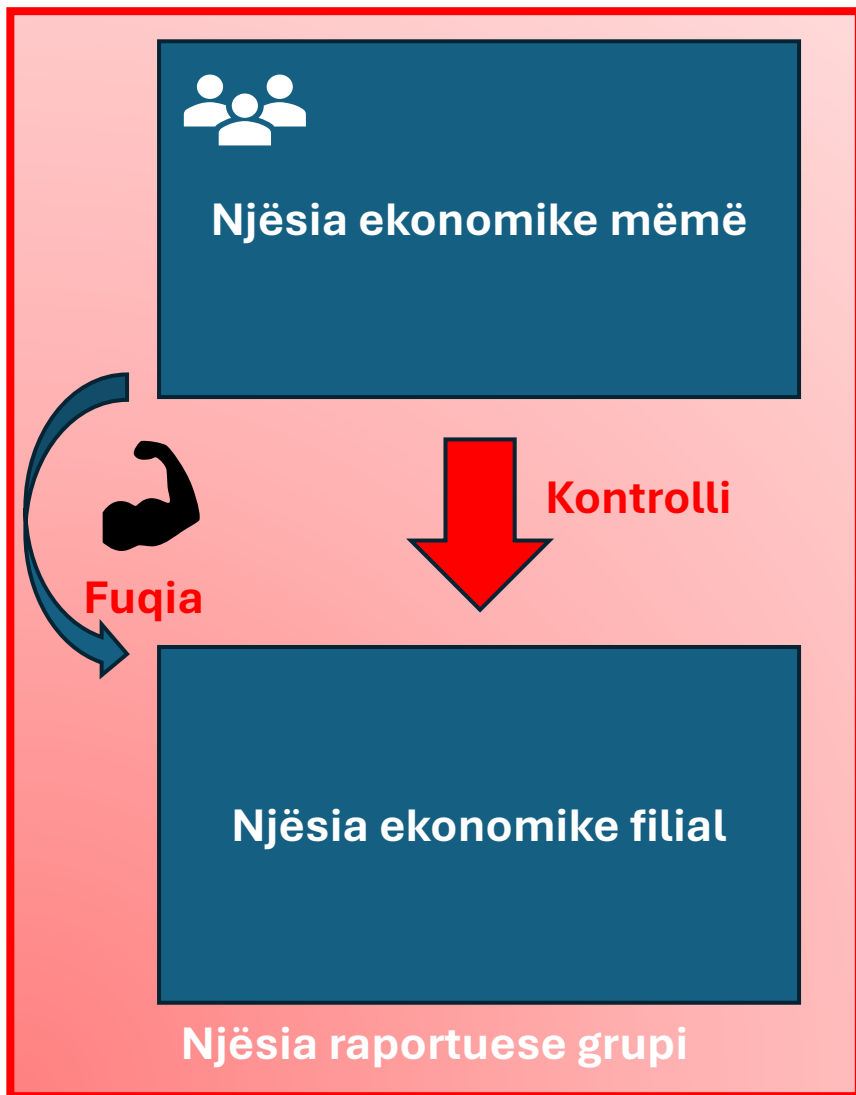 Njësia ekonomike mëmë
Kontrolli
Fuqia
Njësia ekonomike filial
Njësia raportuese grupi